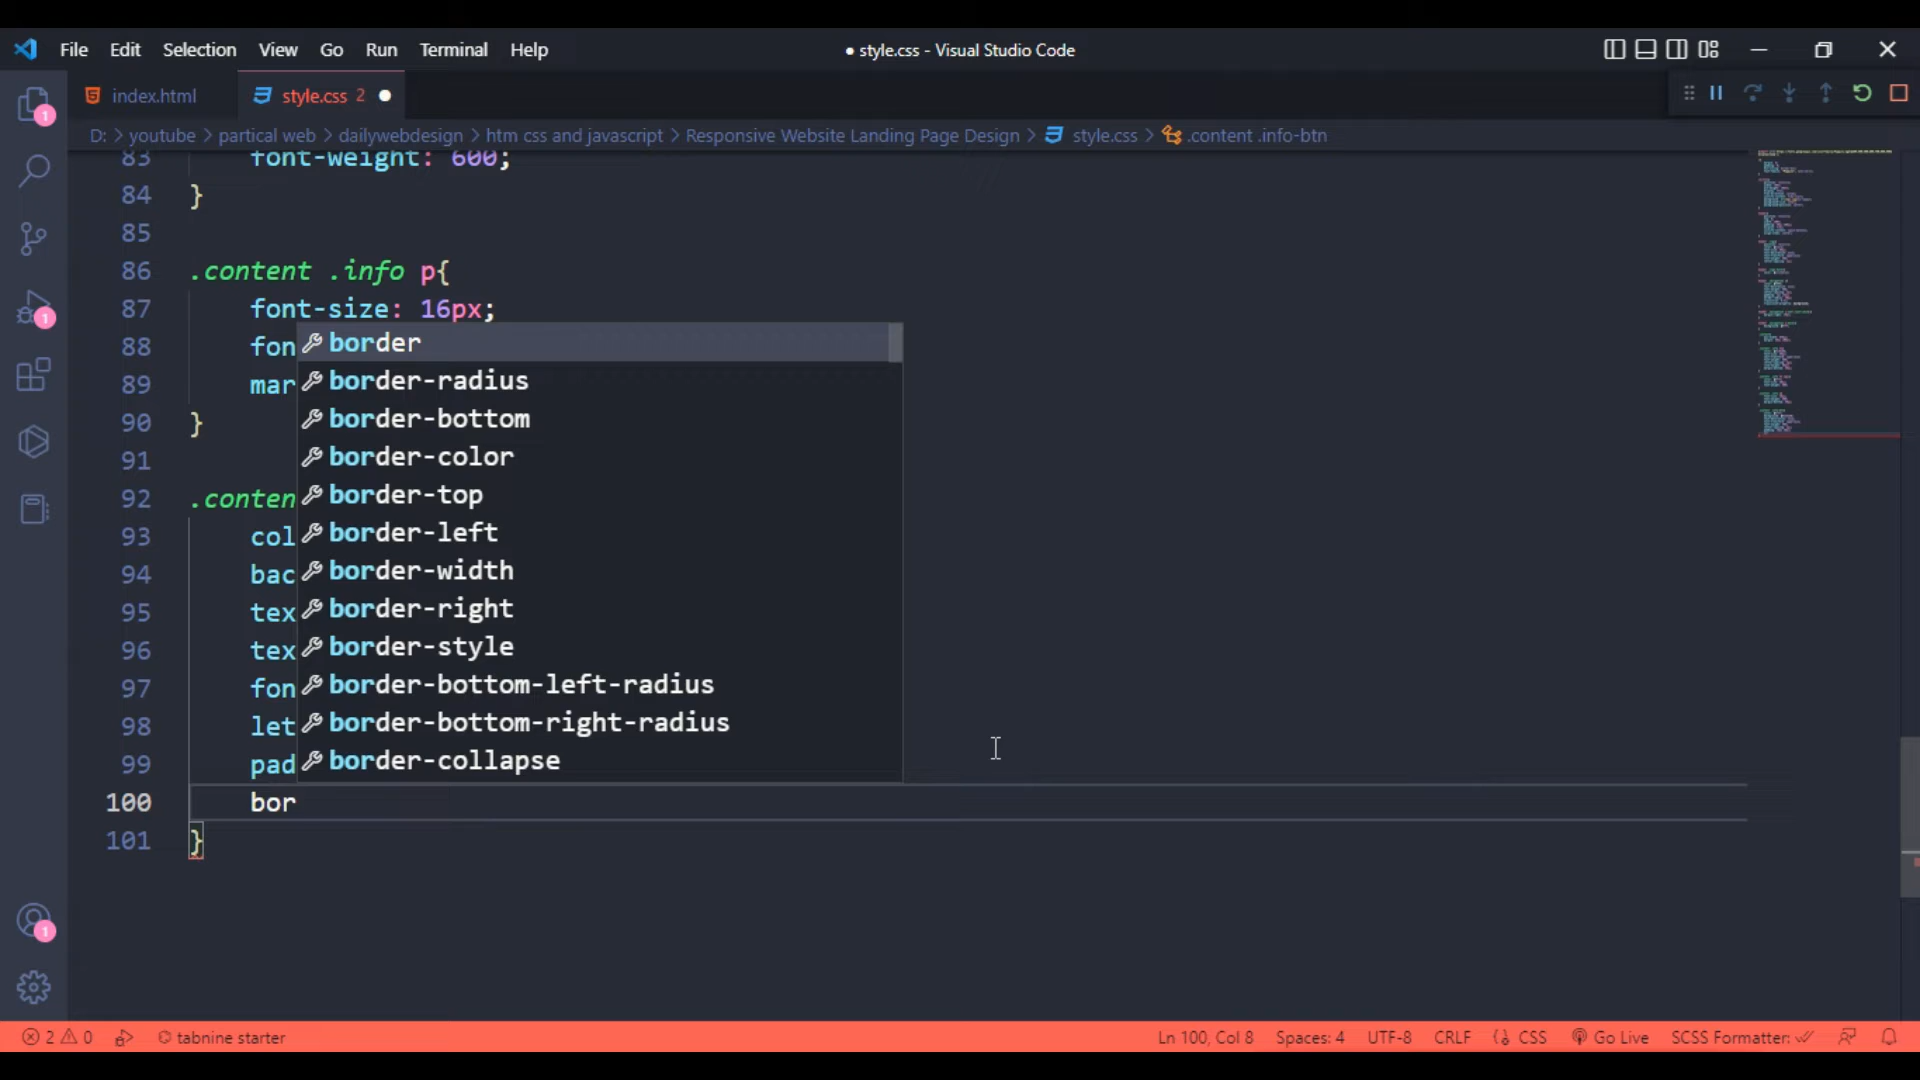 File Edit Selection View Go Run Terminal Help
● style.css - Visual Studio Code
index.html
style.css 2 ●
D: > youtube > partical web > dailywebdesign > htm css and javascript > Responsive Website Landing Page Design > style.css > .content .info-btn
83 font-weight: 600;
84 }
85
86 .content .info p{
87 font-size: 16px;
88 fon
89 mar
90 }
91
92 .conten
93 col
94 bac
95 tex
96 tex
97 fon
98 let
99 pad
100 bor
101 }
border
border-radius
border-bottom
border-color
border-top
border-left
border-width
border-right
border-style
border-bottom-left-radius
border-bottom-right-radius
border-collapse
1
1
1
2 0 tabnine starter
Ln 100, Col 8 Spaces: 4 UTF-8 CRLF CSS Go Live SCSS Formatter: